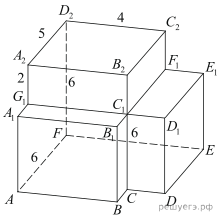 D₂ 4 C₂
5
A₂ B₂ F₁ E₁
2 6
G₁ C₁
A₁ B₁ 6 D₁
F
6 E
A B C D
решуегэ.рф